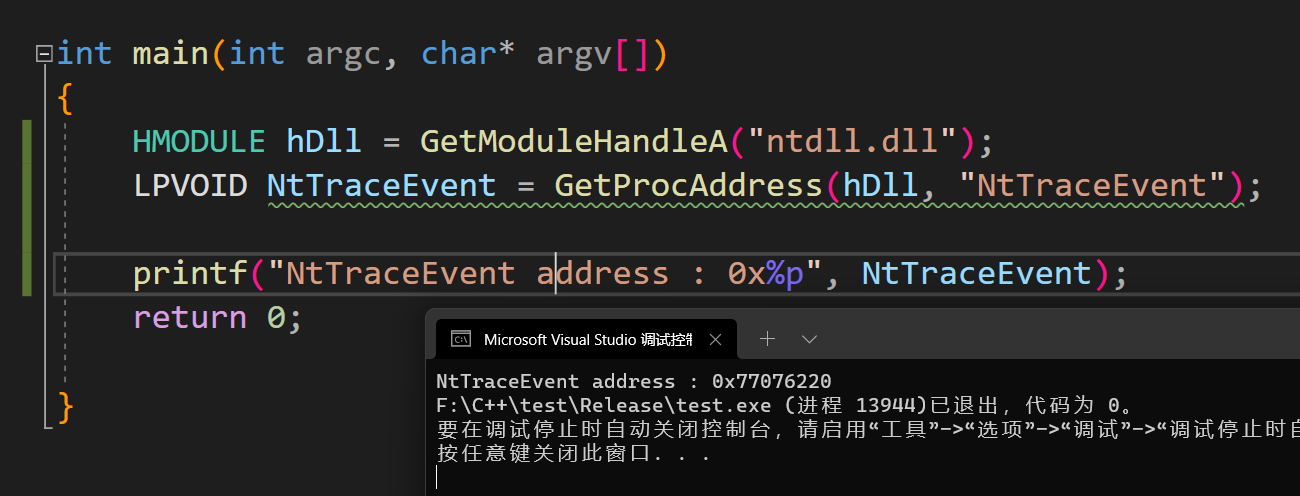 int main(int argc, char* argv[])
{
HMODULE hDll = GetModuleHandleA("ntdll.dll");
LPVOID NtTraceEvent = GetProcAddress(hDll, "NtTraceEvent");
printf("NtTraceEvent address : 0x%p", NtTraceEvent);
return 0;
}
Microsoft Visual Studio 调试控制
NtTraceEvent address : 0x77076220
F:\C++\test\Release\test.exe (进程 13944)已退出，代码为 0。
要在调试停止时自动关闭控制台，请启用“工具”->“选项”->“调试”->“调试停止时自
按任意键关闭此窗口. . .